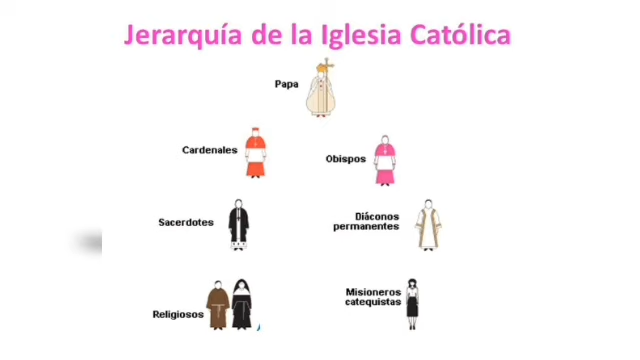 Jerarquía de la Iglesia Católica
Papa
Cardenales
Obispos
Sacerdotes
Diáconos
permanentes
Religiosos
Misioneros
catequistas